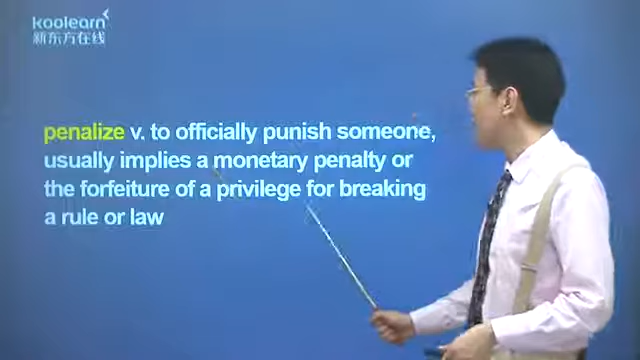 koolearn
新东方在线
penalize v. to officially punish someone,
usually implies a monetary penalty or
the forfeiture of a privilege for breaking
a rule or law